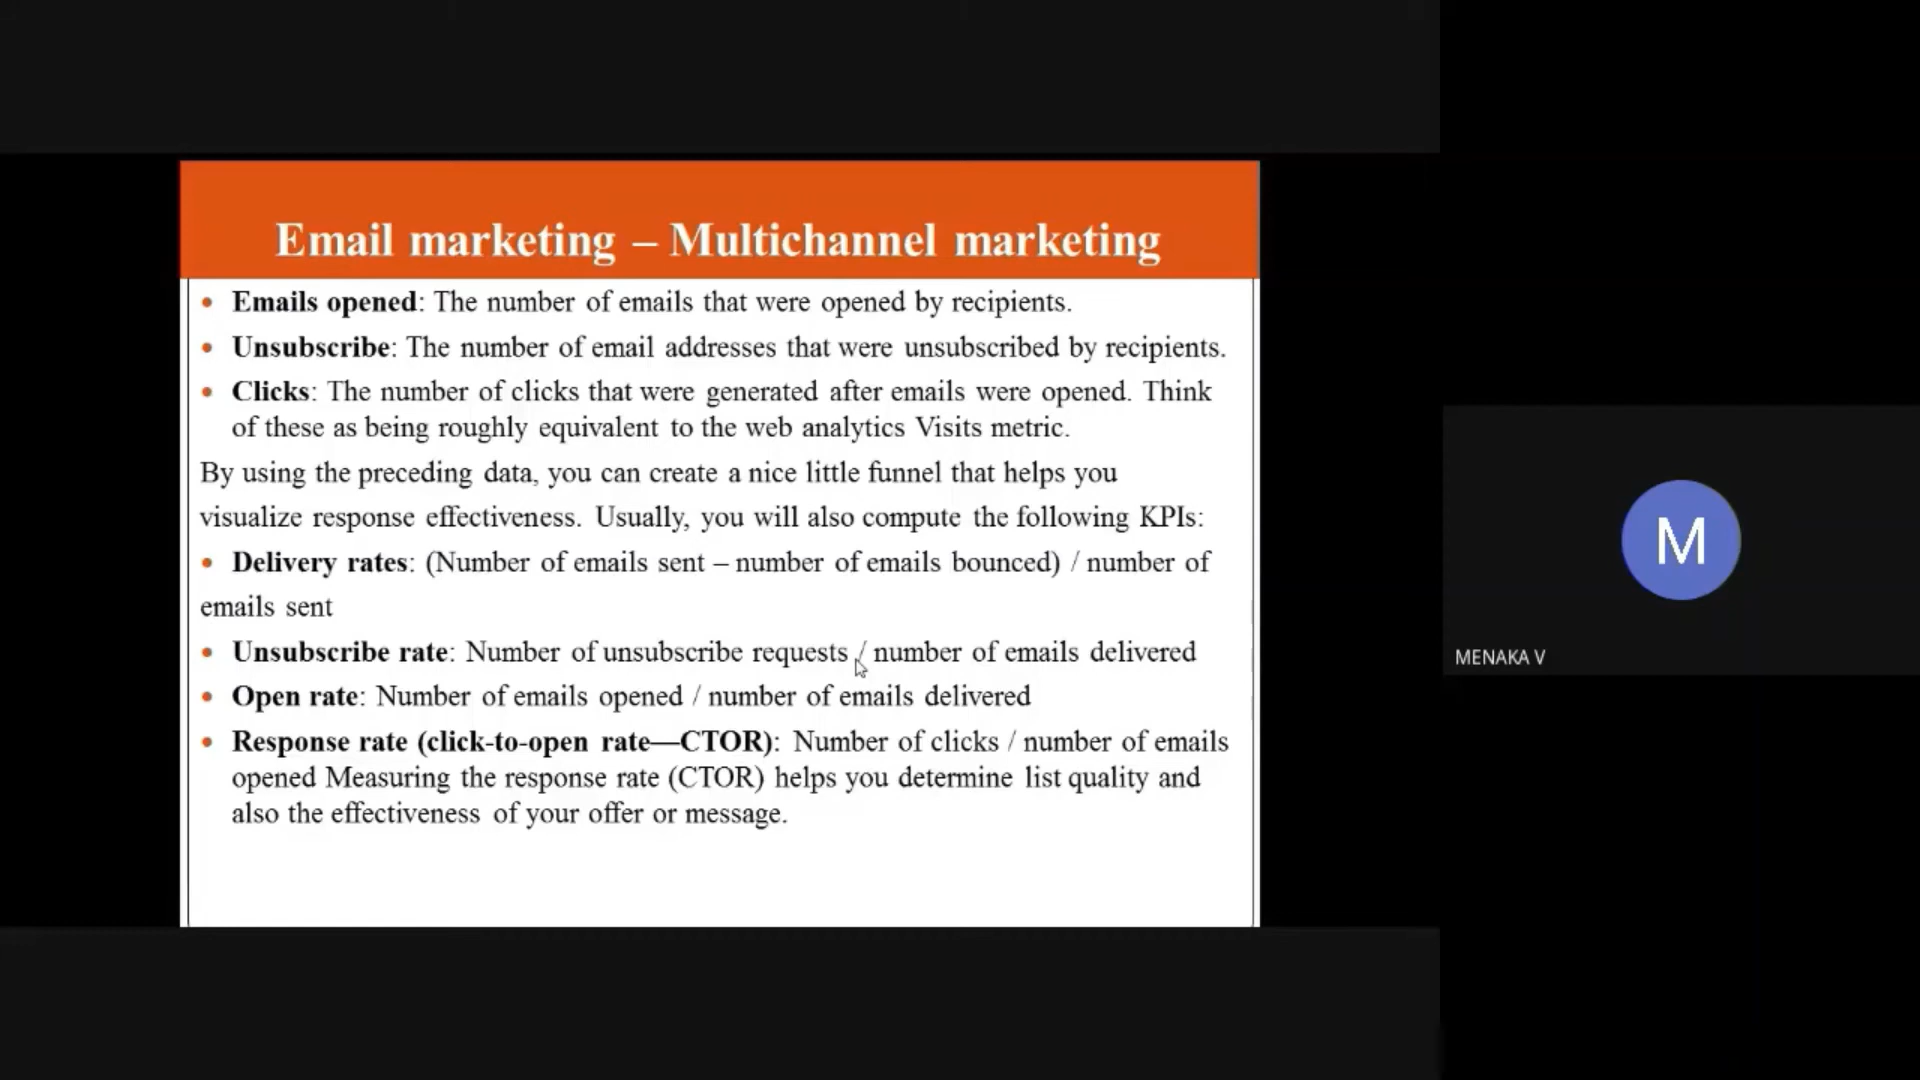 Email marketing – Multichannel marketing
• Emails opened: The number of emails that were opened by recipients.
• Unsubscribe: The number of email addresses that were unsubscribed by recipients.
• Clicks: The number of clicks that were generated after emails were opened. Think
of these as being roughly equivalent to the web analytics Visits metric.
By using the preceding data, you can create a nice little funnel that helps you
visualize response effectiveness. Usually, you will also compute the following KPIs:
• Delivery rates: (Number of emails sent – number of emails bounced) / number of
emails sent
• Unsubscribe rate: Number of unsubscribe requests / number of emails delivered
• Open rate: Number of emails opened / number of emails delivered
• Response rate (click-to-open rate—CTOR): Number of clicks / number of emails
opened Measuring the response rate (CTOR) helps you determine list quality and
also the effectiveness of your offer or message.
M
MENAKA V